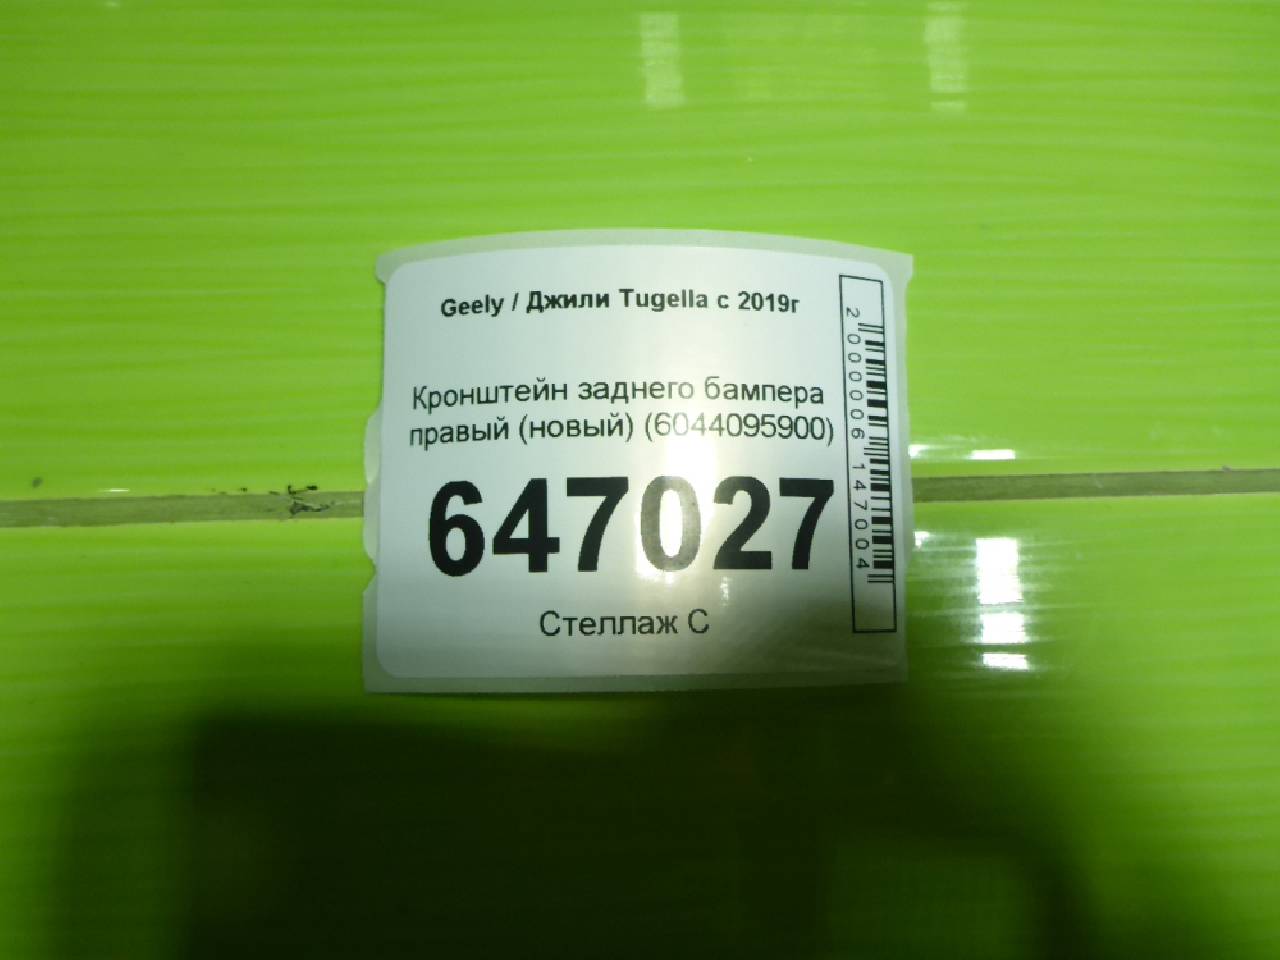 Geely / Джили Tugella с 2019г
Кронштейн заднего бампера
правый (новый) (6044095900)
647027
Стеллаж С
2000006147004